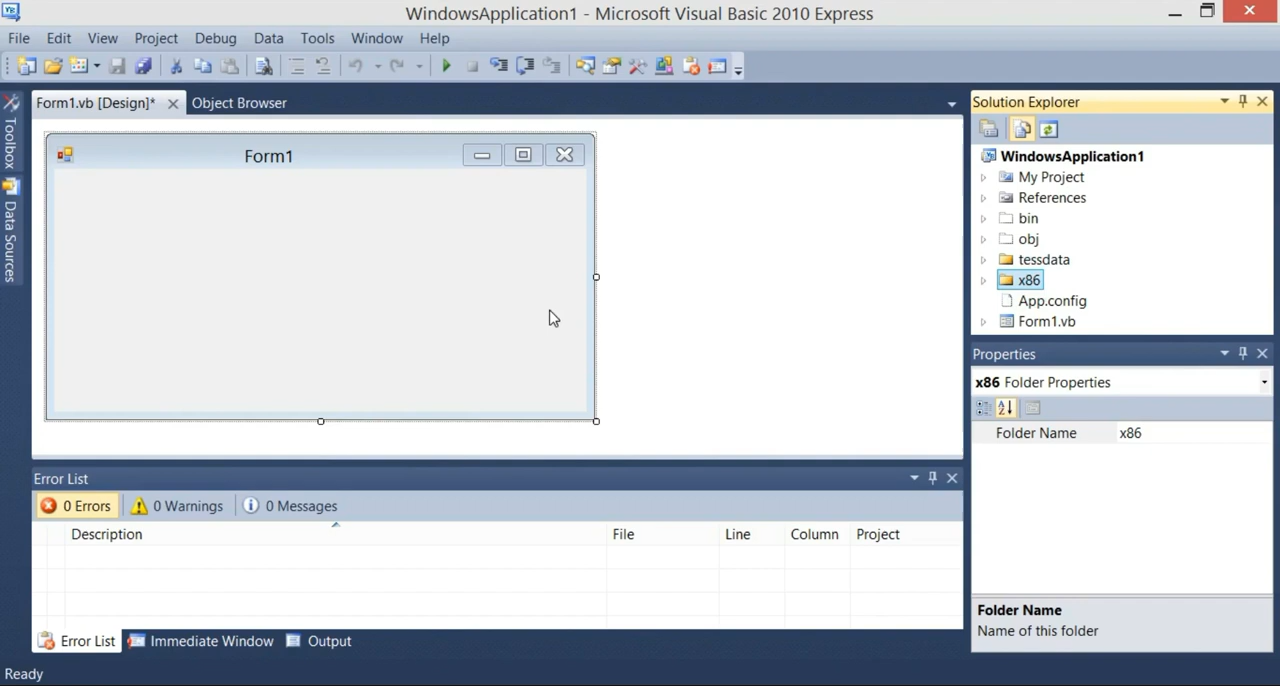 WindowsApplication1 - Microsoft Visual Basic 2010 Express
File Edit View Project Debug Data Tools Window Help
Toolbox
Data Sources
Form1.vb [Design]* Object Browser
Form1
Solution Explorer
WindowsApplication1
My Project
References
bin
obj
tessdata
x86
App.config
Form1.vb
Properties
x86 Folder Properties
Folder Name x86
Folder Name
Name of this folder
Error List
0 Errors 0 Warnings 0 Messages
Description File Line Column Project
Error List Immediate Window Output
Ready